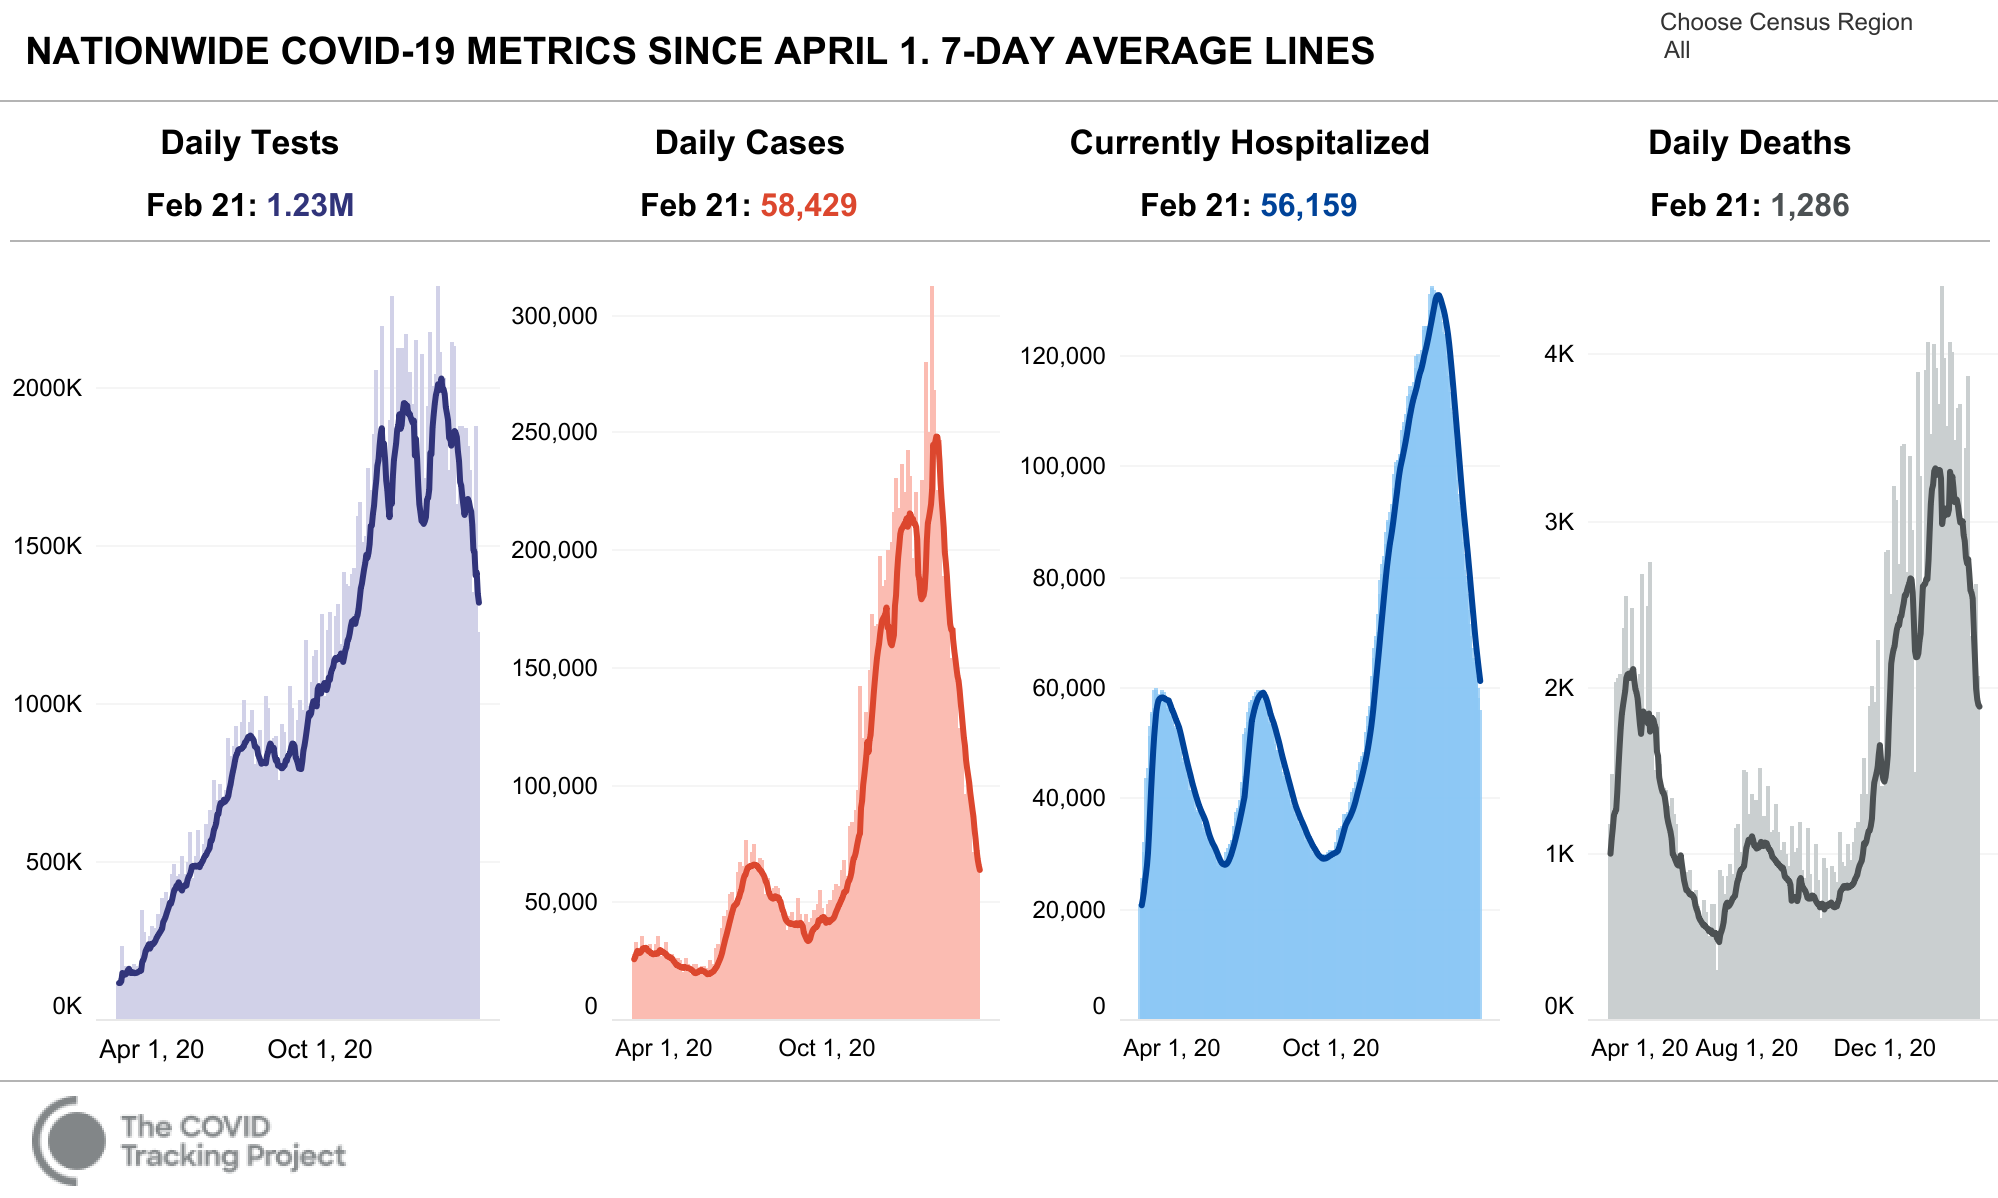 NATIONWIDE COVID-19 METRICS SINCE APRIL 1. 7-DAY AVERAGE LINES
Choose Census Region
All
Daily Tests
Feb 21: 1.23M
Daily Cases
Feb 21: 58,429
Currently Hospitalized
Feb 21: 56,159
Daily Deaths
Feb 21: 1,286
2000K
1500K
1000K
500K
0K
Apr 1, 20 Oct 1, 20
300,000
250,000
200,000
150,000
100,000
50,000
0
Apr 1, 20 Oct 1, 20
120,000
100,000
80,000
60,000
40,000
20,000
0
Apr 1, 20 Oct 1, 20
4K
3K
2K
1K
0K
Apr 1, 20 Aug 1, 20 Dec 1, 20
The COVID
Tracking Project